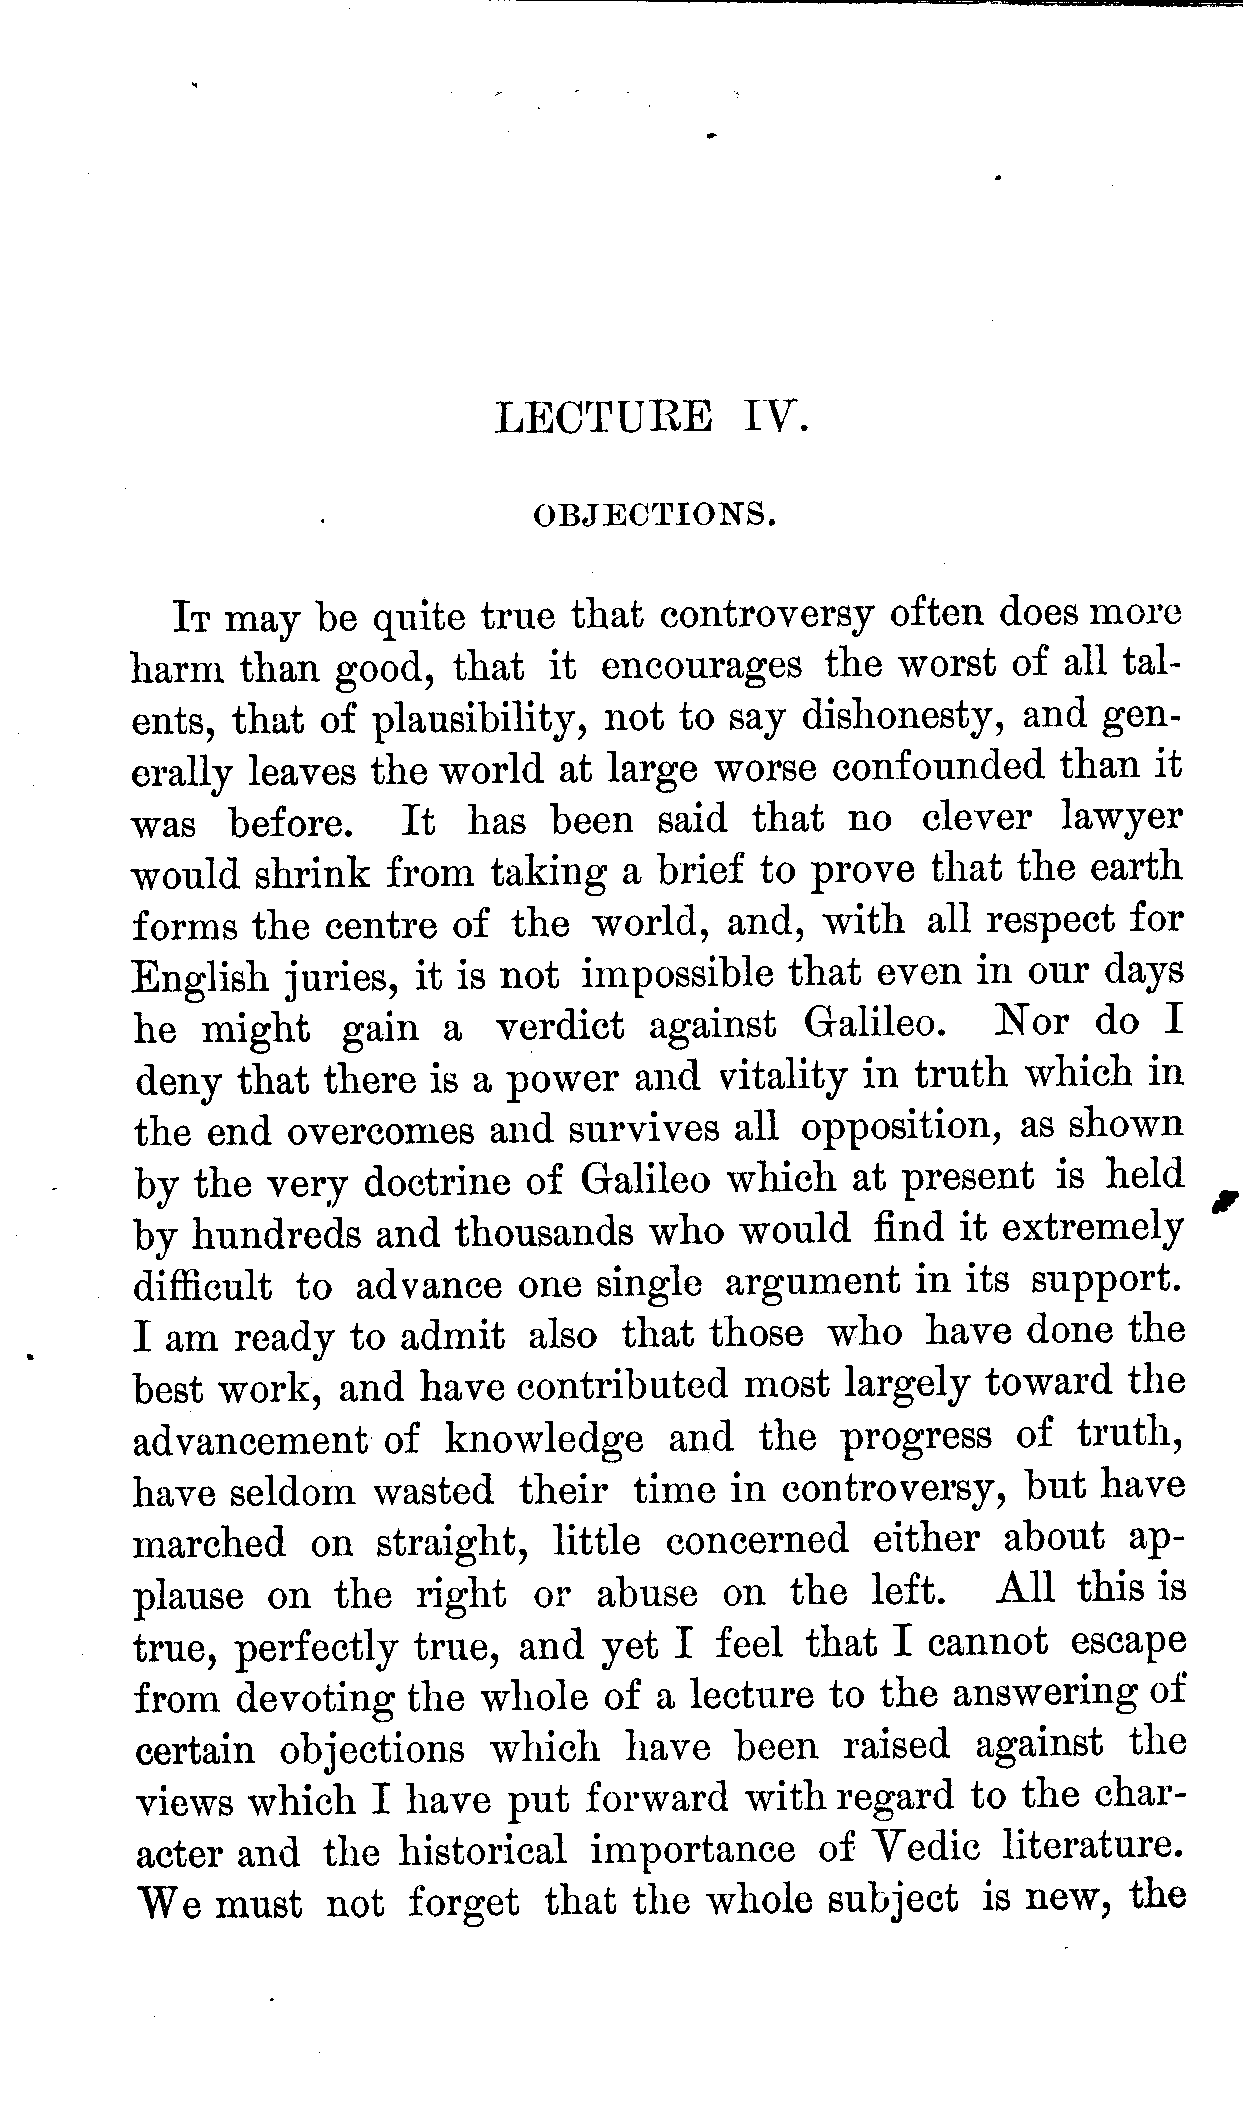 LECTURE IV.
OBJECTIONS.
IT may be quite true that controversy often does more
harm than good, that it encourages the worst of all tal-
ents, that of plausibility, not to say dishonesty, and gen-
erally leaves the world at large worse confounded than it
was before. It has been said that no clever lawyer
would shrink from taking a brief to prove that the earth
forms the centre of the world, and, with all respect for
English juries, it is not impossible that even in our days
he might gain a verdict against Galileo. Nor do I
deny that there is a power and vitality in truth which in
the end overcomes and survives all opposition, as shown
by the very doctrine of Galileo which at present is held
by hundreds and thousands who would find it extremely
difficult to advance one single argument in its support.
I am ready to admit also that those who have done the
best work, and have contributed most largely toward the
advancement of knowledge and the progress of truth,
have seldom wasted their time in controversy, but have
marched on straight, little concerned either about ap-
plause on the right or abuse on the left. All this is
true, perfectly true, and yet I feel that I cannot escape
from devoting the whole of a lecture to the answering of
certain objections which have been raised against the
views which I have put forward with regard to the char-
acter and the historical importance of Vedic literature.
We must not forget that the whole subject is new, the